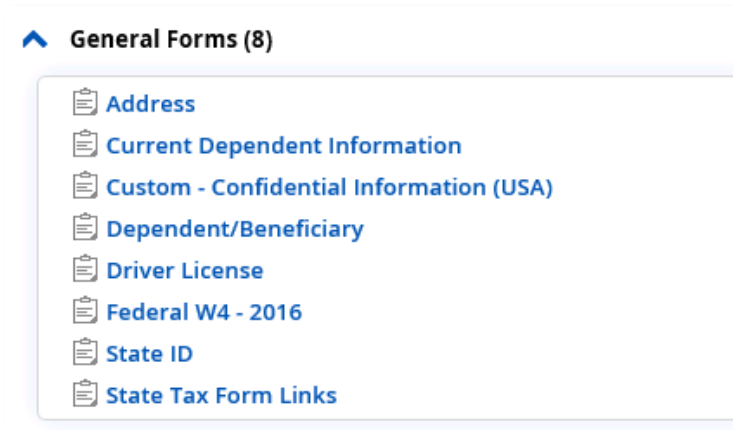 General Forms (8)
Address
Current Dependent Information
Custom - Confidential Information (USA)
Dependent/Beneficiary
Driver License
Federal W4 - 2016
State ID
State Tax Form Links